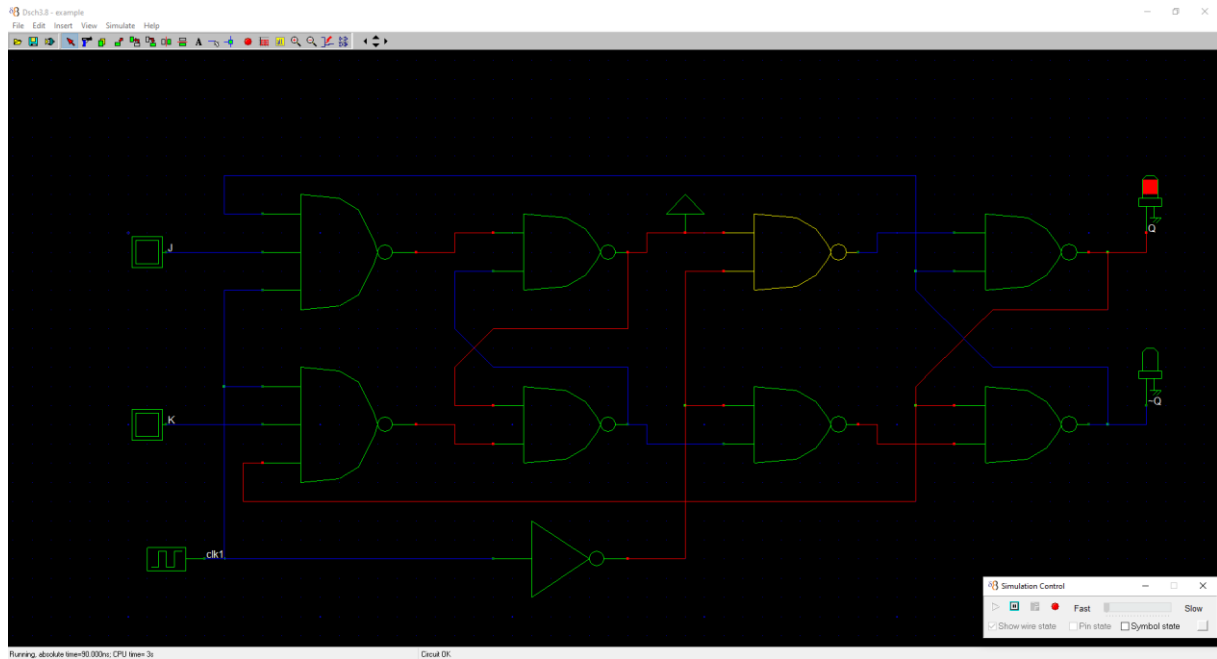 Dsch3.8 - example
File Edit Insert View Simulate Help
A
Q
J
~Q
K
clk1
Simulation Control
Fast Slow
Show wire state Pin state Symbol state
Running, absolute time=90.000ns; CPU time= 3s Circuit OK